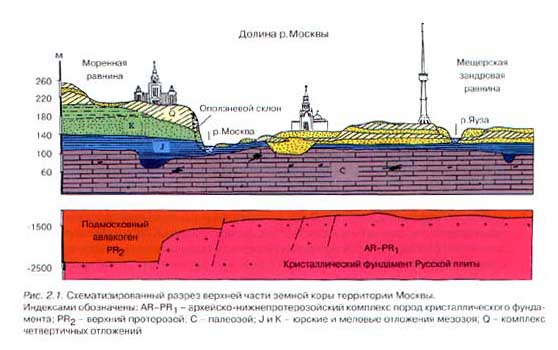 Долина р. Москвы
Моренная
равнина
Мещерская
зандровая
равнина
м
260
220
180
140
100
60
Оползневой склон
р.Москва
р.Яуза
Q
K
J
C
-1500
-2500
Подмосковный
авлакоген
PR2
AR-PR1
Кристаллический фундамент Русской плиты
Рис. 2.1. Схематизированный разрез верхней части земной коры территории Москвы.
Индексами обозначены: AR-PR1 – архейско-нижнепротерозойский комплекс пород кристаллического фунда-
мента; PR2 – верхний протерозой; С – палеозой; J и К – юрские и меловые отложения мезозоя; Q – комплекс
четвертичных отложений